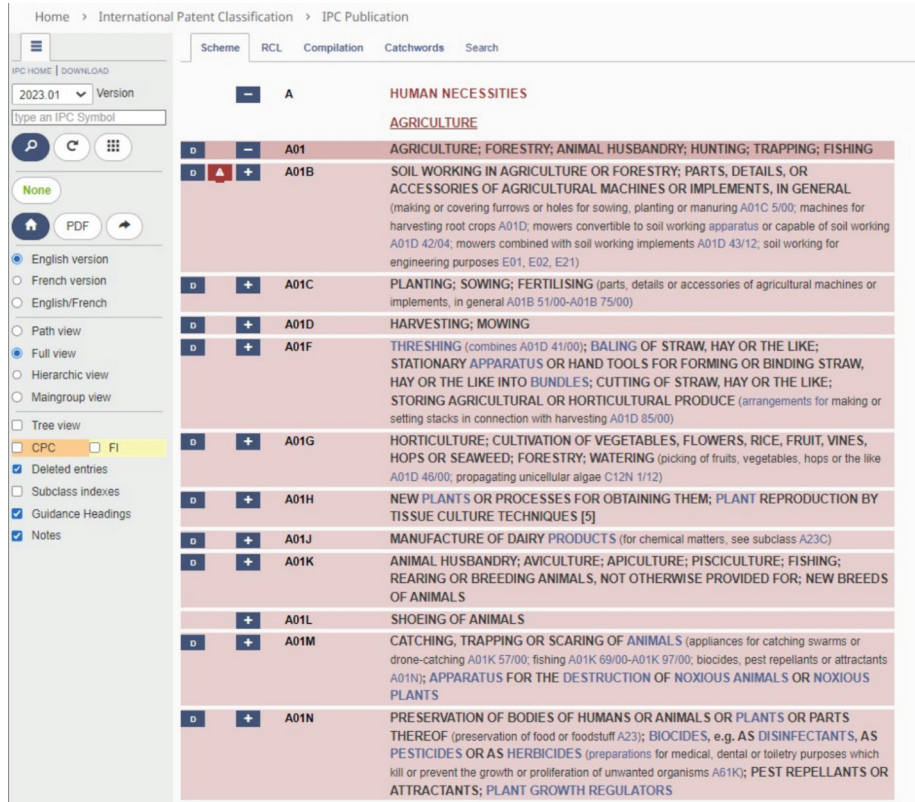 Home > International Patent Classification > IPC Publication
Scheme RCL Compilation Catchwords Search
IPC HOME | DOWNLOAD
2023.01 Version
type an IPC Symbol
None
PDF
English version
French version
English/French
Path view
Full view
Hierarchic view
Maingroup view
Tree view
CPC FI
Deleted entries
Subclass indexes
Guidance Headings
Notes
A HUMAN NECESSITIES
AGRICULTURE
D A01 AGRICULTURE; FORESTRY; ANIMAL HUSBANDRY; HUNTING; TRAPPING; FISHING
D A01B SOIL WORKING IN AGRICULTURE OR FORESTRY; PARTS, DETAILS, OR
ACCESSORIES OF AGRICULTURAL MACHINES OR IMPLEMENTS, IN GENERAL
(making or covering furrows or holes for sowing, planting or manuring A01C 5/00; machines for
harvesting root crops A01D; mowers convertible to soil working apparatus or capable of soil working
A01D 42/04; mowers combined with soil working implements A01D 43/12; soil working for
engineering purposes E01, E02, E21)
D A01C PLANTING; SOWING; FERTILISING (parts, details or accessories of agricultural machines or
implements, in general A01B 51/00-A01B 75/00)
D A01D HARVESTING; MOWING
D A01F THRESHING (combines A01D 41/00); BALING OF STRAW, HAY OR THE LIKE;
STATIONARY APPARATUS OR HAND TOOLS FOR FORMING OR BINDING STRAW,
HAY OR THE LIKE INTO BUNDLES; CUTTING OF STRAW, HAY OR THE LIKE;
STORING AGRICULTURAL OR HORTICULTURAL PRODUCE (arrangements for making or
setting stacks in connection with harvesting A01D 85/00)
D A01G HORTICULTURE; CULTIVATION OF VEGETABLES, FLOWERS, RICE, FRUIT, VINES,
HOPS OR SEAWEED; FORESTRY; WATERING (picking of fruits, vegetables, hops or the like
A01D 46/00; propagating unicellular algae C12N 1/12)
D A01H NEW PLANTS OR PROCESSES FOR OBTAINING THEM; PLANT REPRODUCTION BY
TISSUE CULTURE TECHNIQUES [5]
D A01J MANUFACTURE OF DAIRY PRODUCTS (for chemical matters, see subclass A23C)
D A01K ANIMAL HUSBANDRY; AVICULTURE; APICULTURE; PISCICULTURE; FISHING;
REARING OR BREEDING ANIMALS, NOT OTHERWISE PROVIDED FOR; NEW BREEDS
OF ANIMALS
A01L SHOEING OF ANIMALS
D A01M CATCHING, TRAPPING OR SCARING OF ANIMALS (appliances for catching swarms or
drone-catching A01K 57/00; fishing A01K 69/00-A01K 97/00; biocides, pest repellants or attractants
A01N); APPARATUS FOR THE DESTRUCTION OF NOXIOUS ANIMALS OR NOXIOUS
PLANTS
D A01N PRESERVATION OF BODIES OF HUMANS OR ANIMALS OR PLANTS OR PARTS
THEREOF (preservation of food or foodstuff A23); BIOCIDES, e.g. AS DISINFECTANTS, AS
PESTICIDES OR AS HERBICIDES (preparations for medical, dental or toiletry purposes which
kill or prevent the growth or proliferation of unwanted organisms A61K); PEST REPELLANTS OR
ATTRACTANTS; PLANT GROWTH REGULATORS